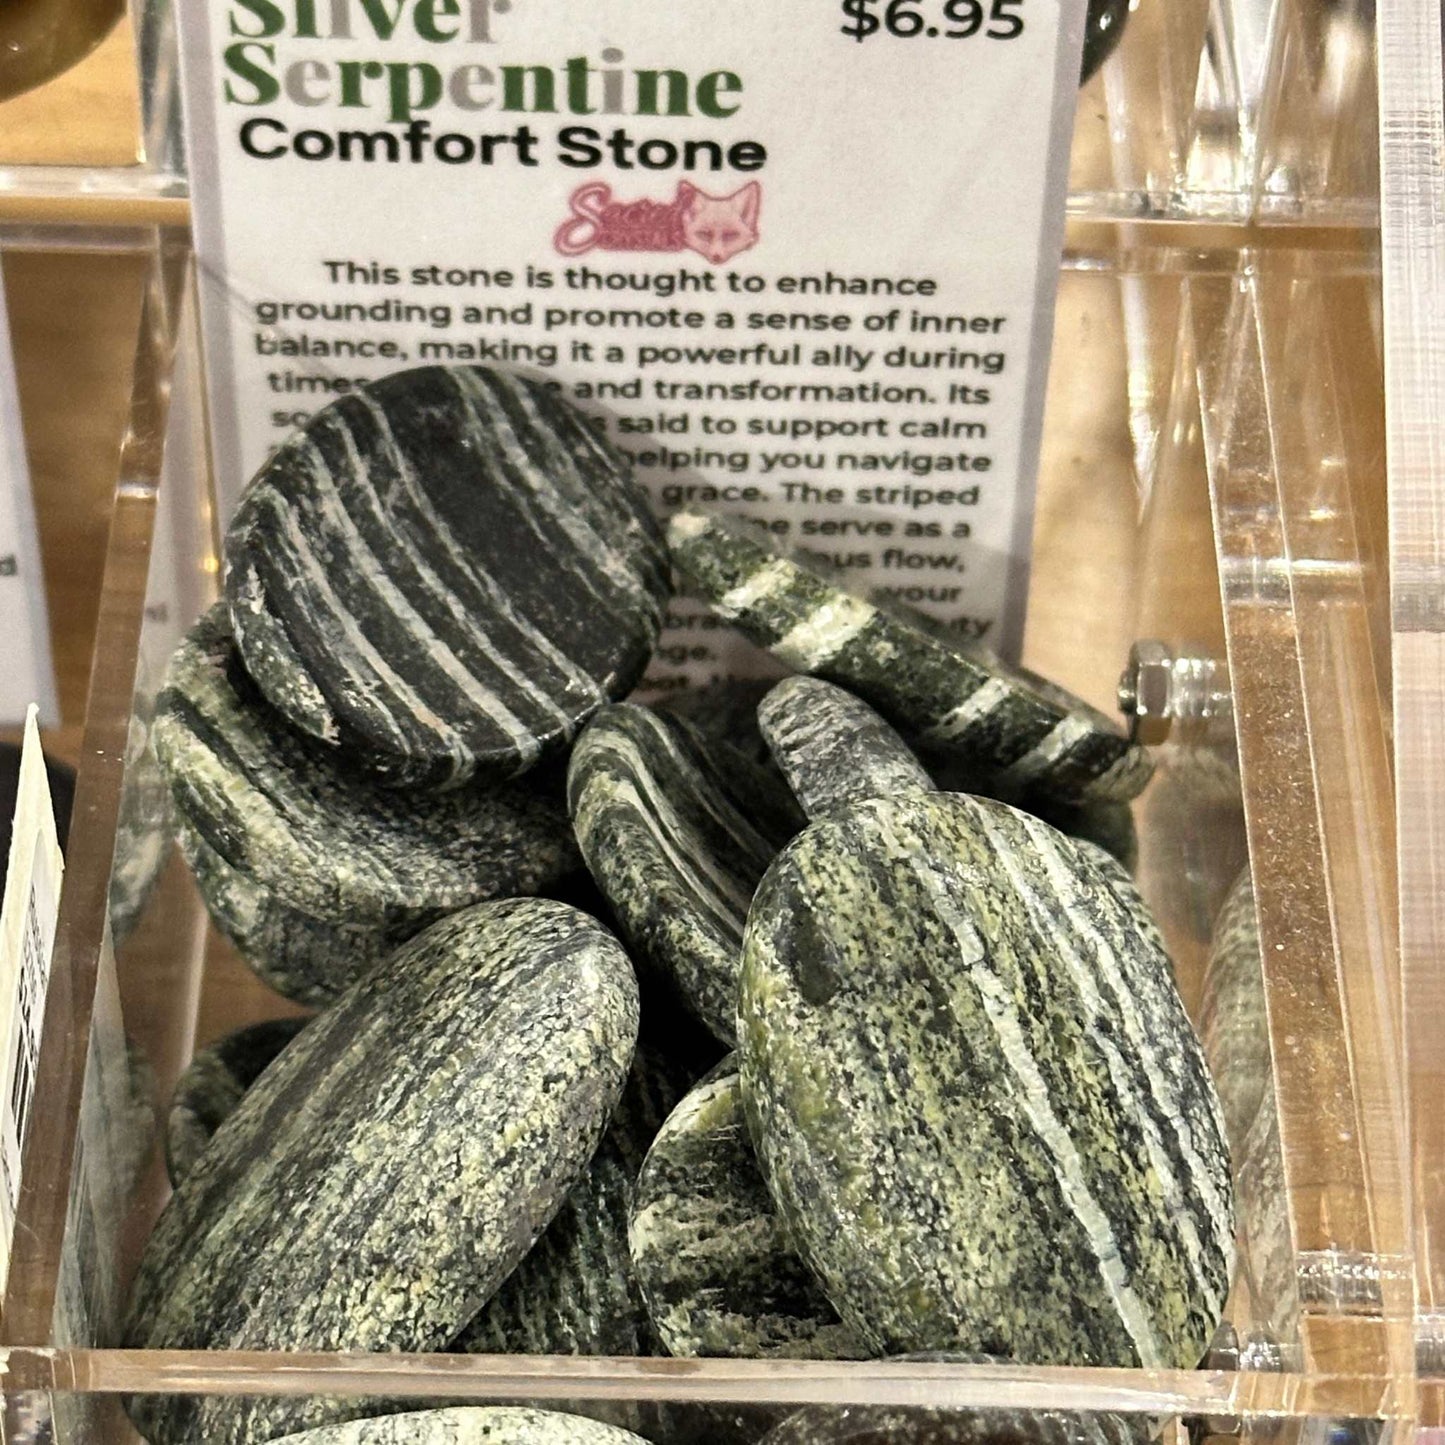 Silver
$6.95
Serpentine
Comfort Stone
This stone is thought to enhance
grounding and promote a sense of inner
balance, making it a powerful ally during
times and transformation. Its
said to support calm
helping you navigate
grace. The striped
serve as a
flow,
your